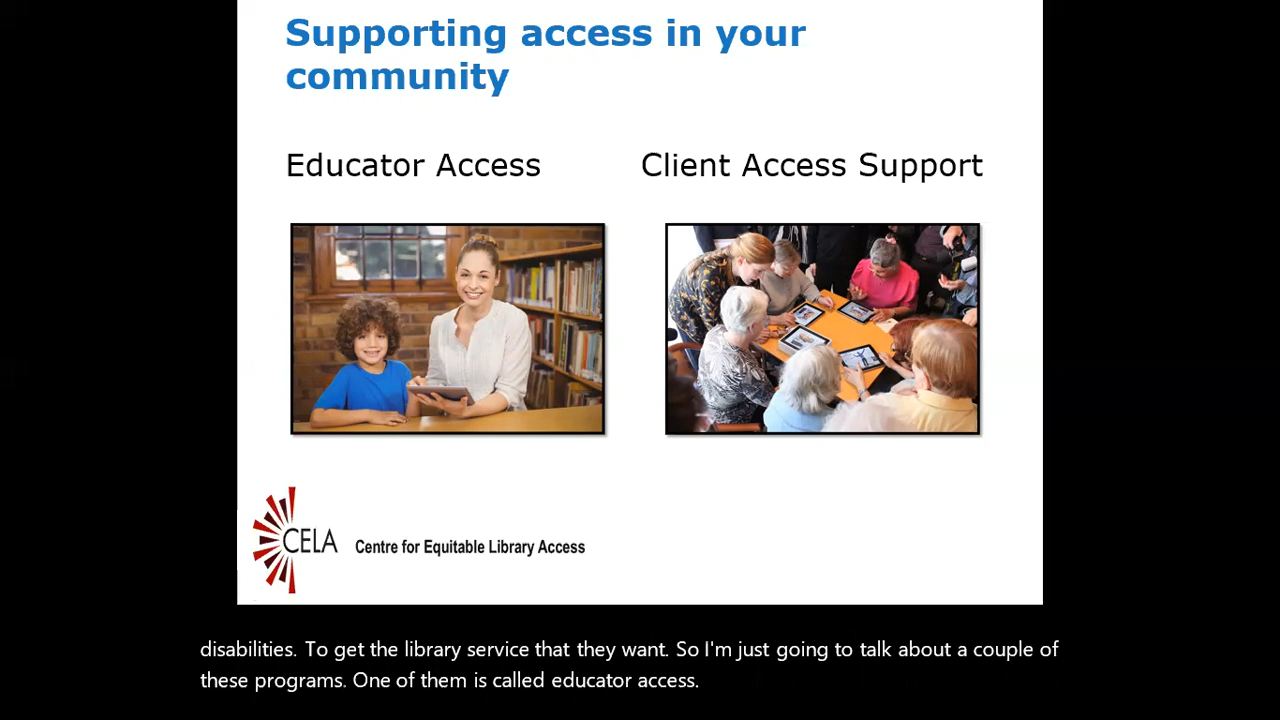 Supporting access in your
community
Educator Access
Client Access Support
CELA
Centre for Equitable Library Access
disabilities. To get the library service that they want. So I'm just going to talk about a couple of
these programs. One of them is called educator access.